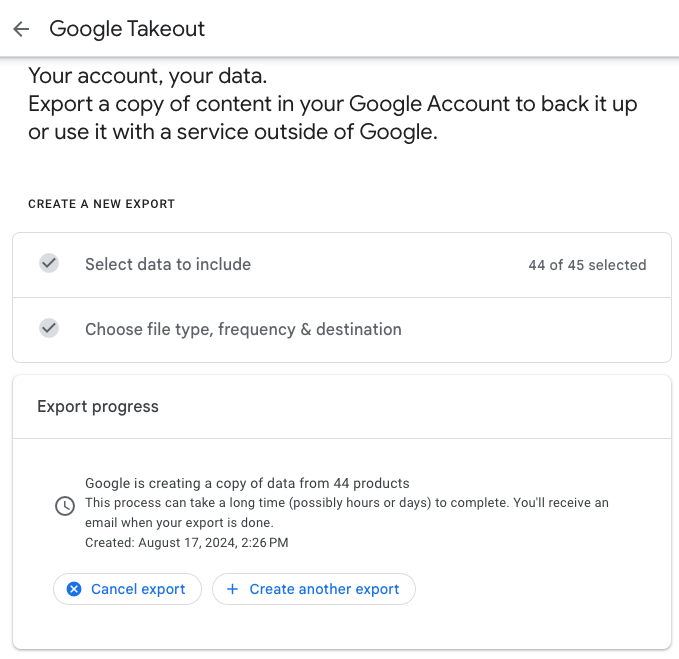 Google Takeout
Your account, your data.
Export a copy of content in your Google Account to back it up
or use it with a service outside of Google.
CREATE A NEW EXPORT
Select data to include
44 of 45 selected
Choose file type, frequency & destination
Export progress
Google is creating a copy of data from 44 products
This process can take a long time (possibly hours or days) to complete. You'll receive an
email when your export is done.
Created: August 17, 2024, 2:26 PM
Cancel export
Create another export